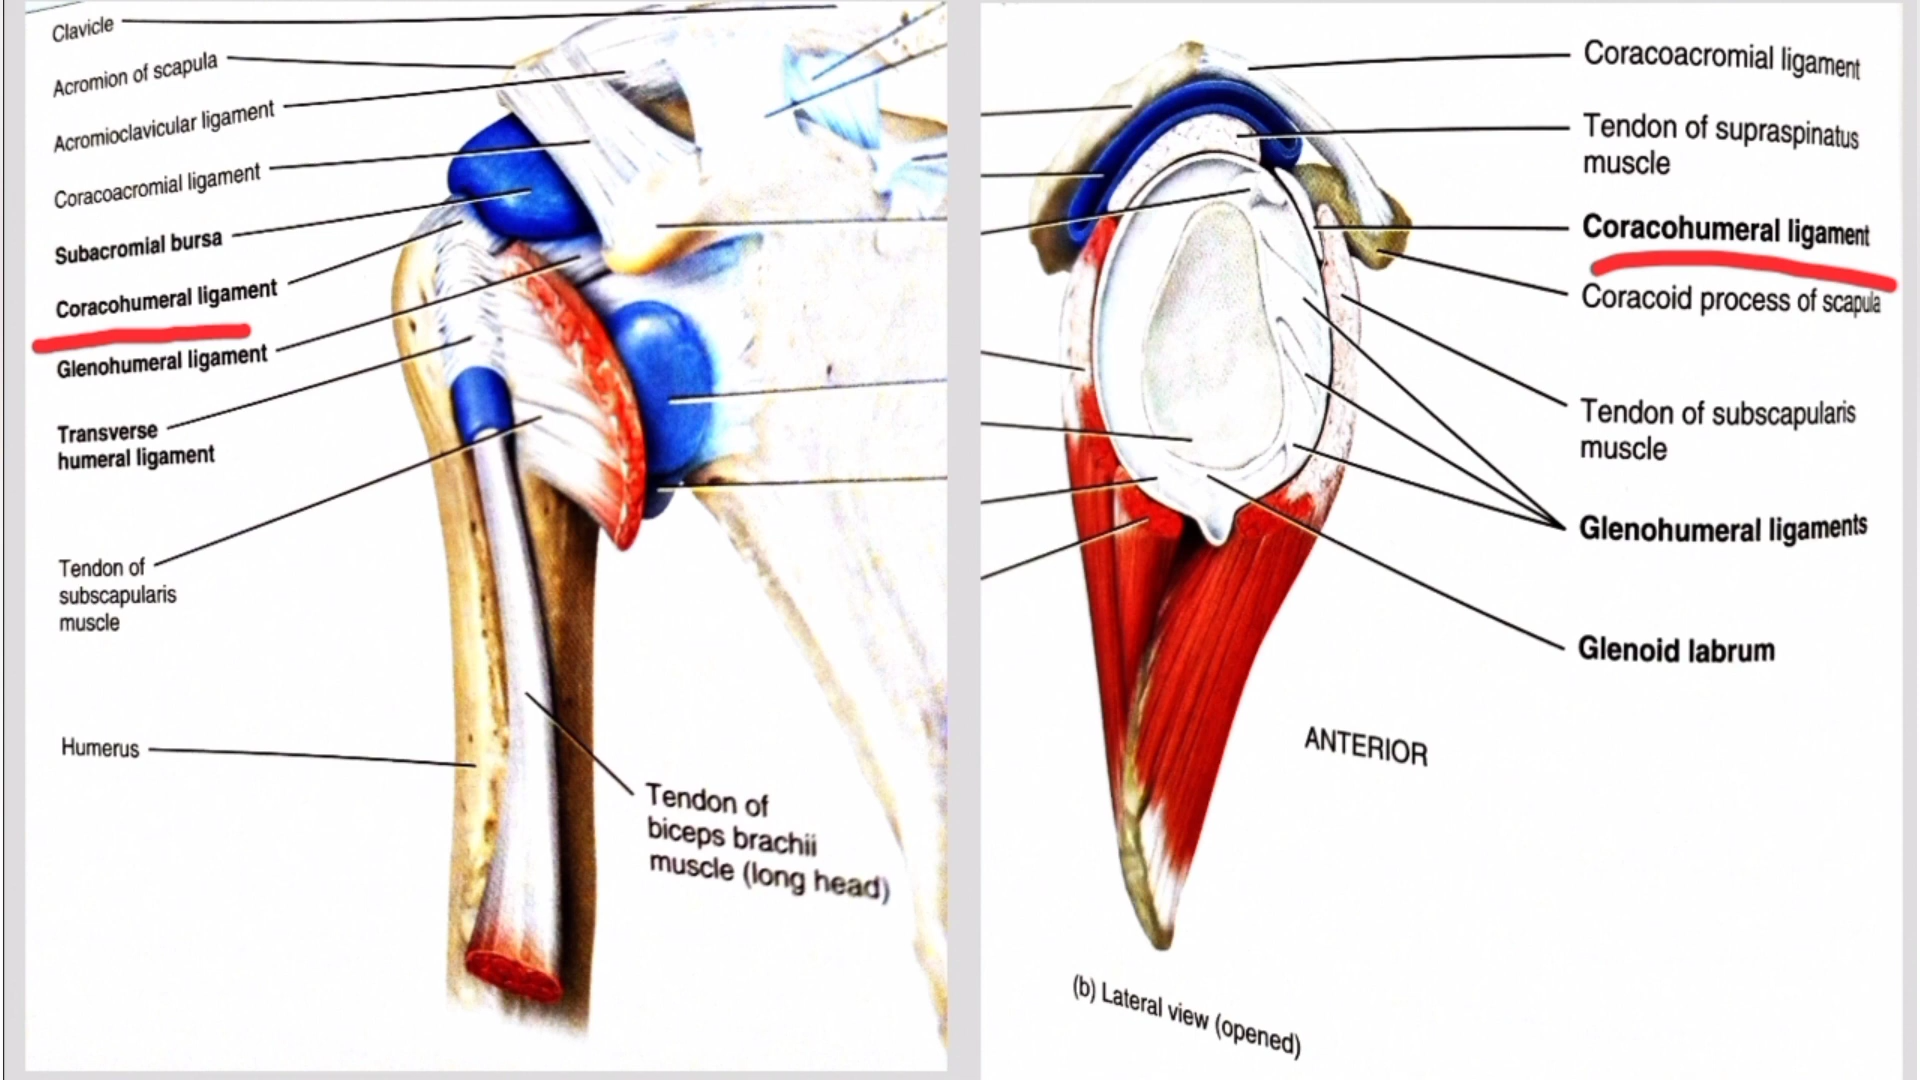 Clavicle
Acromion of scapula
Acromioclavicular ligament
Coracoacromial ligament
Subacromial bursa
Coracohumeral ligament
Glenohumeral ligament
Transverse
humeral ligament
Tendon of
subscapularis
muscle
Humerus
Tendon of
biceps brachii
muscle (long head)
Coracoacromial ligament
Tendon of supraspinatus
muscle
Coracohumeral ligament
Coracoid process of scapula
Tendon of subscapularis
muscle
Glenohumeral ligaments
Glenoid labrum
ANTERIOR
(b) Lateral view (opened)